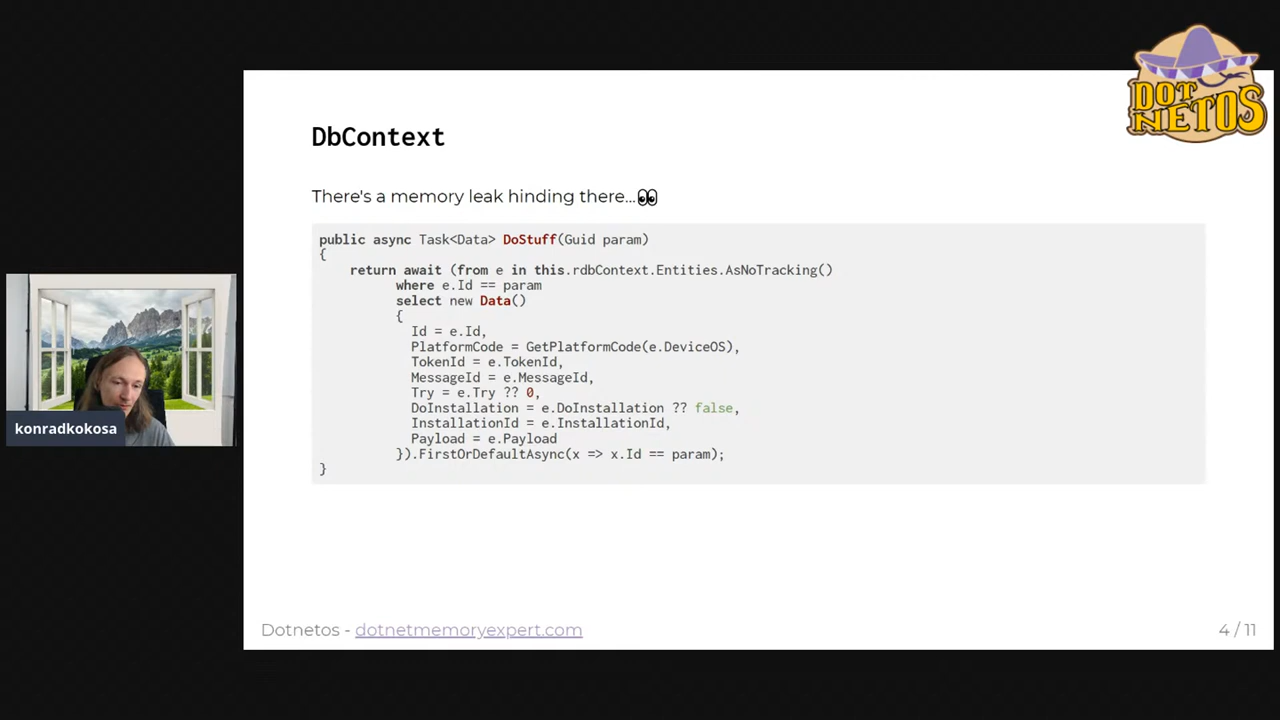 DOT
NETOS
DbContext
There's a memory leak hinding there...👀
public async Task<Data> DoStuff(Guid param)
{
    return await (from e in this.rdbContext.Entities.AsNoTracking()
          where e.Id == param
          select new Data()
          {
            Id = e.Id,
            PlatformCode = GetPlatformCode(e.DeviceOS),
            TokenId = e.TokenId,
            MessageId = e.MessageId,
            Try = e.Try ?? 0,
            DoInstallation = e.DoInstallation ?? false,
            InstallationId = e.InstallationId,
            Payload = e.Payload
          }).FirstOrDefaultAsync(x => x.Id == param);
}
konradkokosa
Dotnetos - dotnetmemoryexpert.com
4 / 11